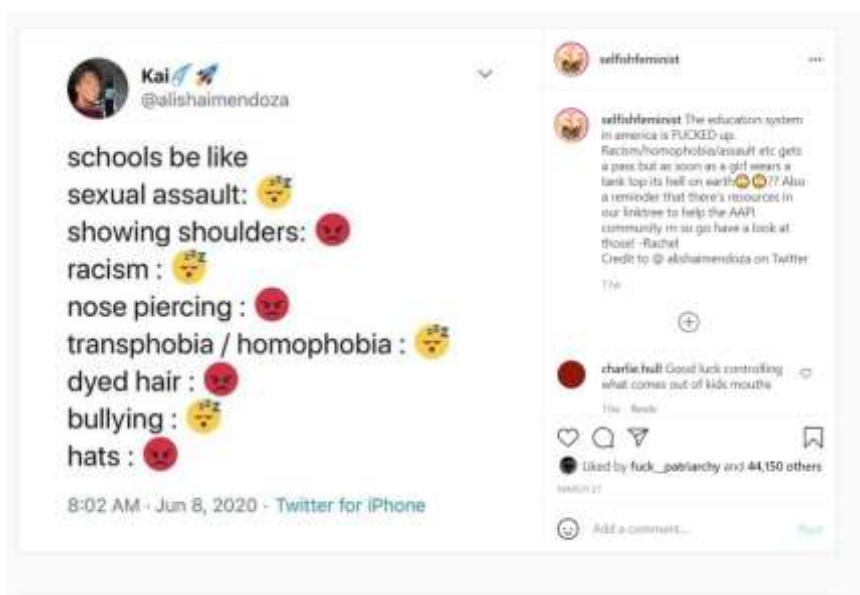 Kai
@alishaimendoza
schools be like
sexual assault:
showing shoulders:
racism :
nose piercing :
transphobia / homophobia :
dyed hair :
bullying :
hats :
8:02 AM · Jun 8, 2020 · Twitter for iPhone
selfishfeminist
selfishfeminist The education system
in america is FUCKED up.
Racism/homophobia/assault etc gets
a pass but as soon as a girl wears a
tank top its hell on earth?? Also
a reminder that there's resources in
our linktree to help the AAPI
community rn so go have a look at
those! -Rachel
Credit to @ alishaimendoza on Twitter
charlie.hull Good luck controlling
what comes out of kids mouths
Liked by fuck_patriarchy and 44,150 others
MARCH 27
Add a comment...
Post